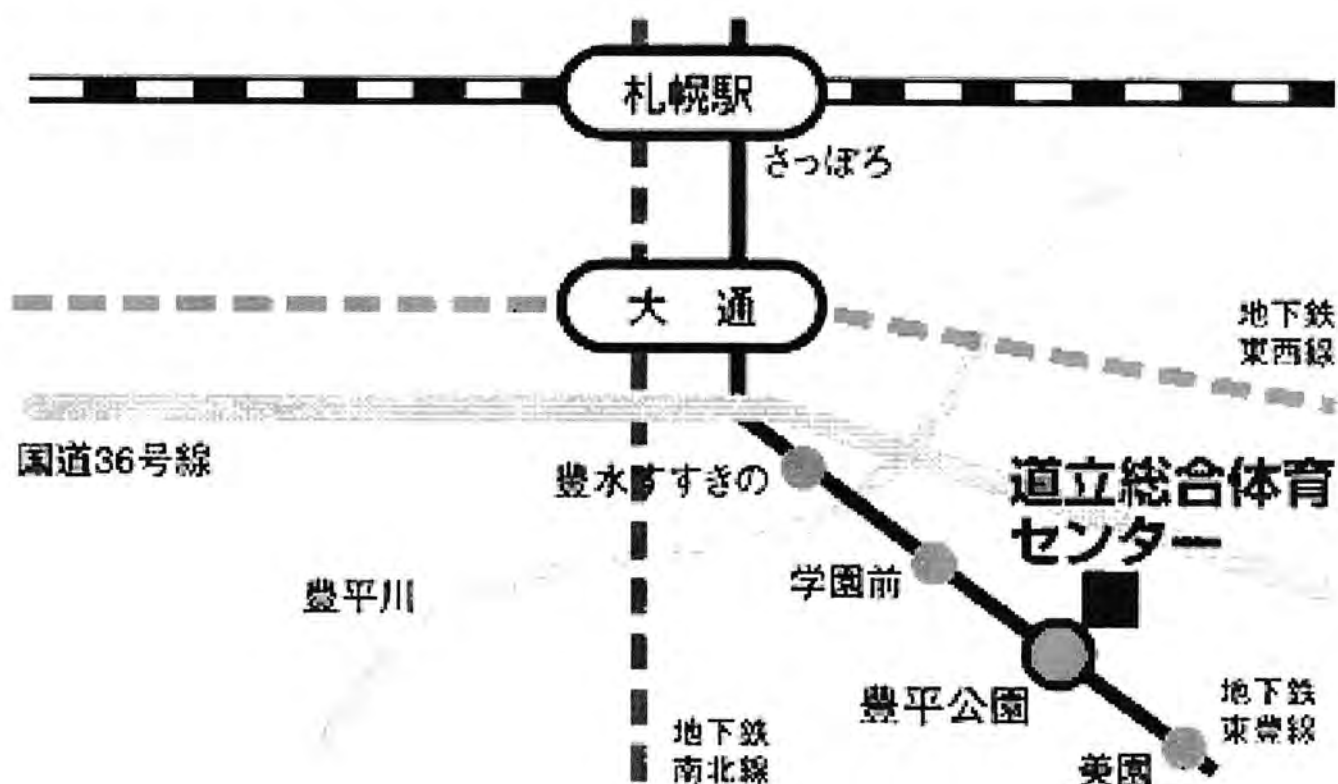 札幌駅
さっぽろ
大通
地下鉄
東西線
国道36号線
豊水すすきの
道立総合体育
センター
学園前
豊平川
豊平公園
地下鉄
東豊線
地下鉄
南北線
美園